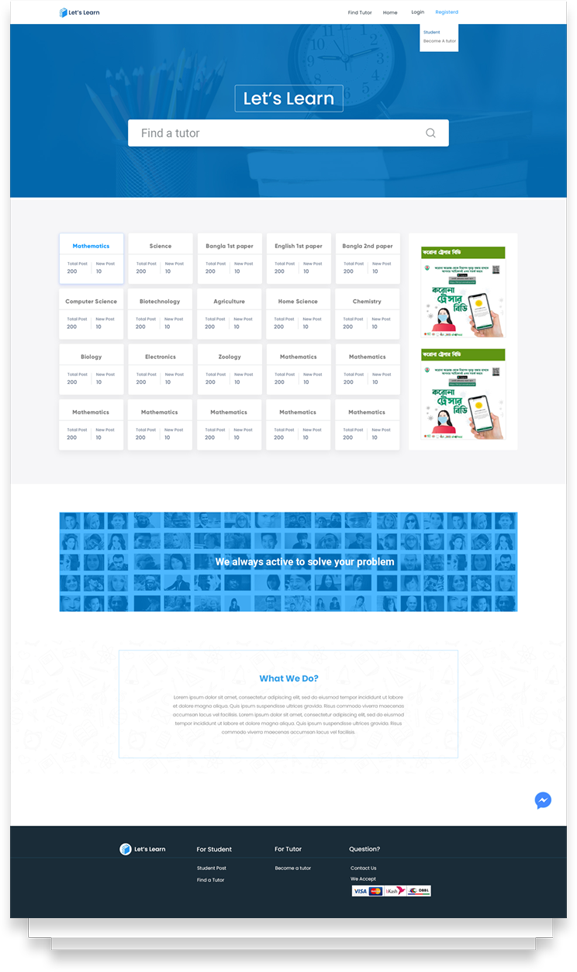 Let's Learn
Find Tutor
Home
Login
Registerd
Student
Become A tutor
Let's Learn
Find a tutor
Mathematics
Total Post New Post
200 10
Science
Total Post New Post
200 10
Bangla 1st paper
Total Post New Post
200 10
English 1st paper
Total Post New Post
200 10
Bangla 2nd paper
Total Post New Post
200 10
Computer Science
Total Post New Post
200 10
Biotechnology
Total Post New Post
200 10
Agriculture
Total Post New Post
200 10
Home Science
Total Post New Post
200 10
Chemistry
Total Post New Post
200 10
Biology
Total Post New Post
200 10
Electronics
Total Post New Post
200 10
Zoology
Total Post New Post
200 10
Mathematics
Total Post New Post
200 10
Mathematics
Total Post New Post
200 10
Mathematics
Total Post New Post
200 10
Mathematics
Total Post New Post
200 10
Mathematics
Total Post New Post
200 10
Mathematics
Total Post New Post
200 10
Mathematics
Total Post New Post
200 10
করোনা ট্রেসার বিডি
করোনা
ট্রেসার
বিডি
করোনা ট্রেসার বিডি
করোনা
ট্রেসার
বিডি
We always active to solve your problem
What We Do?
Lorem ipsum dolor sit amet, consectetur adipiscing elit, sed do eiusmod tempor incididunt ut labore
et dolore magna aliqua. Quis ipsum suspendisse ultrices gravida. Risus commodo viverra maecenas
accumsan lacus vel facilisis. Lorem ipsum dolor sit amet, consectetur adipiscing elit, sed do eiusmod
tempor incididunt ut labore et dolore magna aliqua. Quis ipsum suspendisse ultrices gravida. Risus
commodo viverra maecenas accumsan lacus vel facilisis.
Let's Learn
For Student
For Tutor
Question?
Student Post
Become a tutor
Contact Us
Find a Tutor
We Accept
VISA